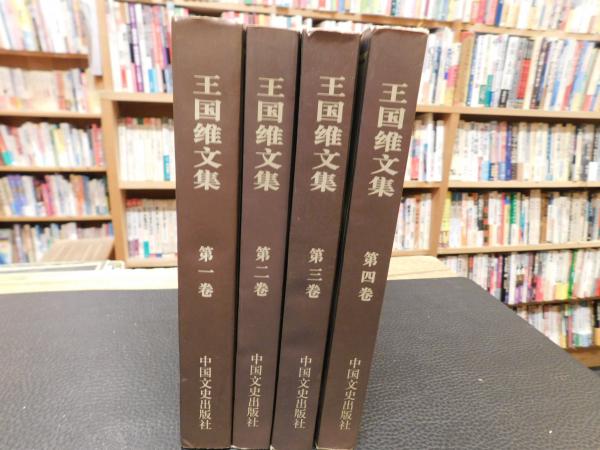 王国维文集
第一卷
中国文史出版社
王国维文集
第二卷
中国文史出版社
王国维文集
第三卷
中国文史出版社
王国维文集
第四卷
中国文史出版社